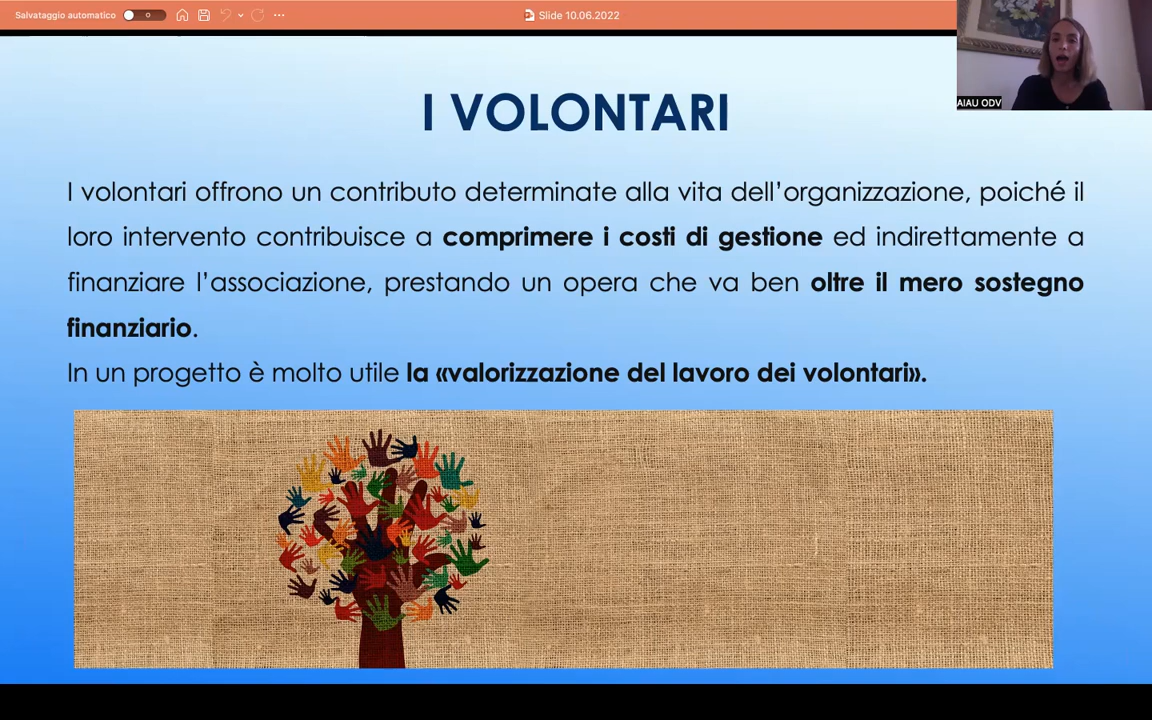 Salvataggio automatico
Slide 10.06.2022
AIAU ODV
I VOLONTARI
I volontari offrono un contributo determinate alla vita dell’organizzazione, poiché il
loro intervento contribuisce a comprimere i costi di gestione ed indirettamente a
finanziare l’associazione, prestando un opera che va ben oltre il mero sostegno
finanziario.
In un progetto è molto utile la «valorizzazione del lavoro dei volontari».